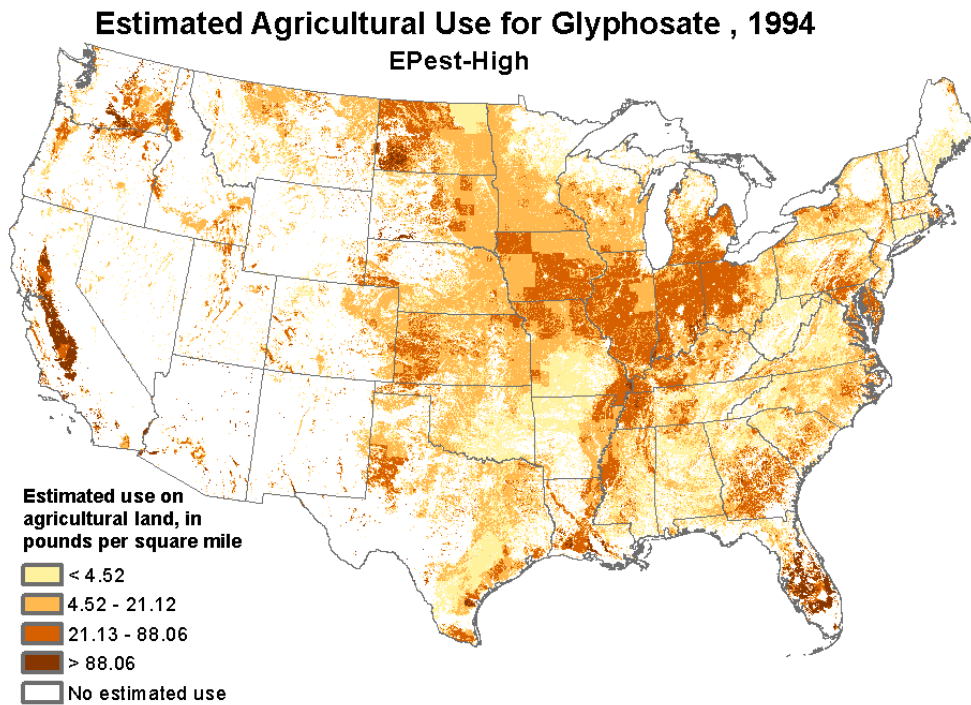 Estimated Agricultural Use for Glyphosate , 1994
EPest-High
Estimated use on
agricultural land, in
pounds per square mile
< 4.52
4.52 - 21.12
21.13 - 88.06
> 88.06
No estimated use